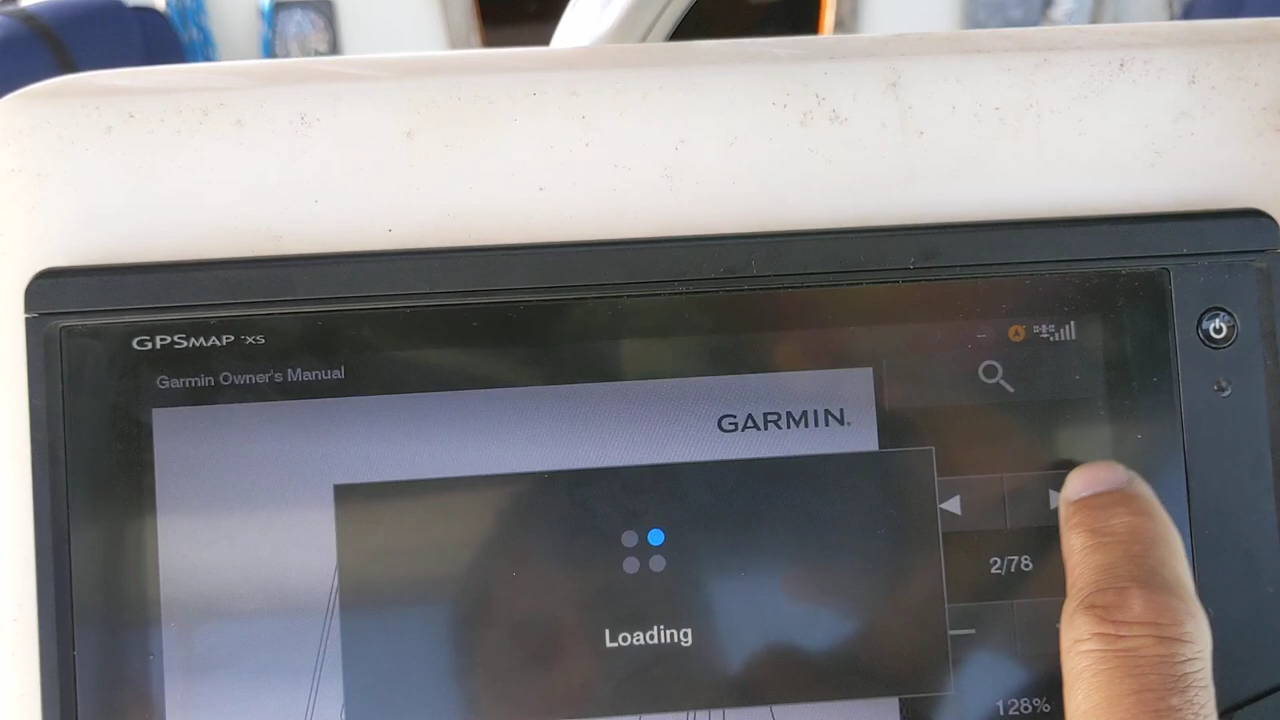 GPSMAP XS
Garmin Owner's Manual
GARMIN
2/78
Loading
128%